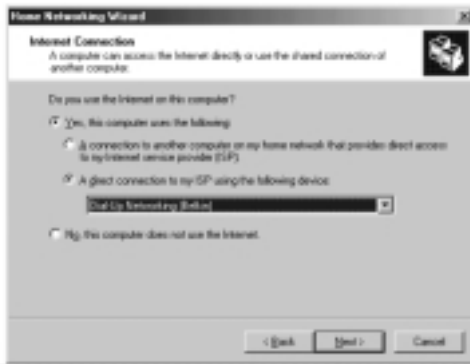 Home Networking Wizard
Internet Connection
A computer can access the Internet directly or use the shared connection of
another computer.
Do you use the Internet on this computer?
Yes, this computer uses the following:
A connection to another computer on my home network that provides direct access
to my Internet service provider (ISP)
A direct connection to my ISP using the following device:
Dial-Up Networking (Belkin)
No, this computer does not use the Internet.
< Back Next > Cancel